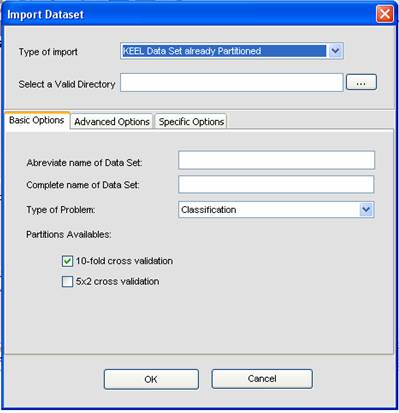 Import Dataset
Type of import KEEL Data Set already Partitioned
Select a Valid Directory ...
Basic Options Advanced Options Specific Options
Abreviate name of Data Set:
Complete name of Data Set:
Type of Problem: Classification
Partitions Availables:
10-fold cross validation
5x2 cross validation
OK Cancel